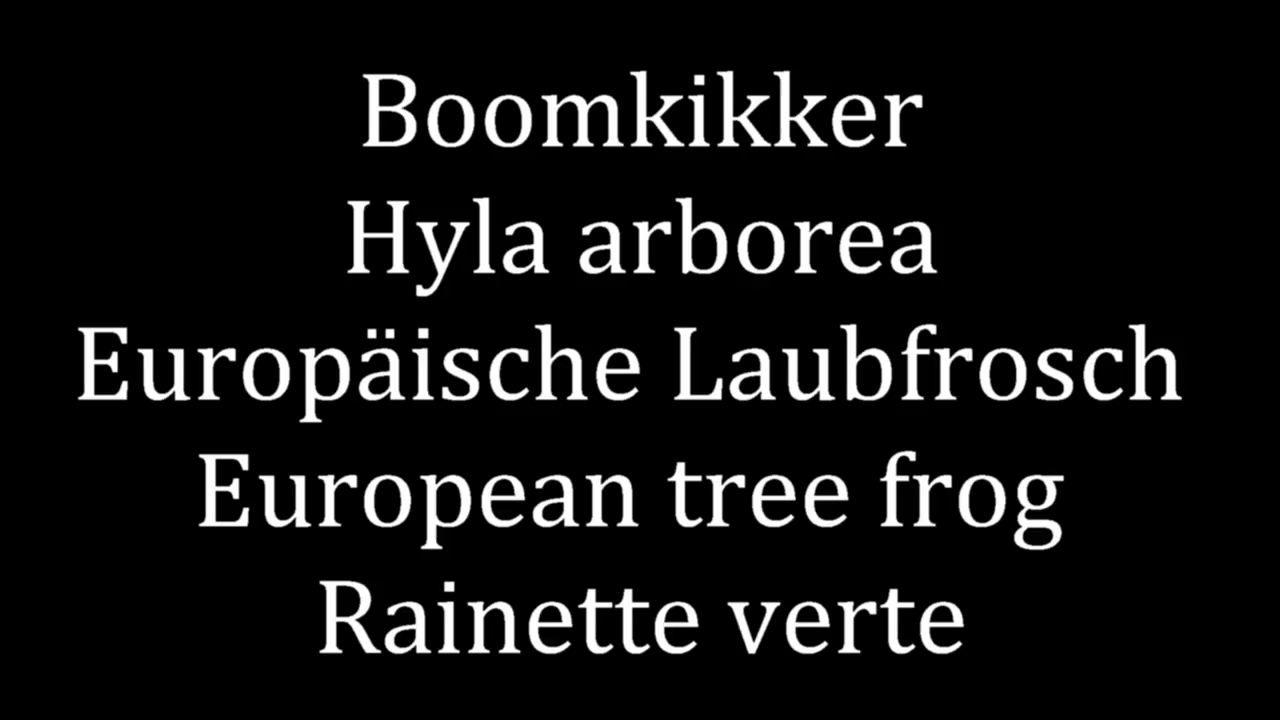 Boomkikker
Hyla arborea
Europäische Laubfrosch
European tree frog
Rainette verte